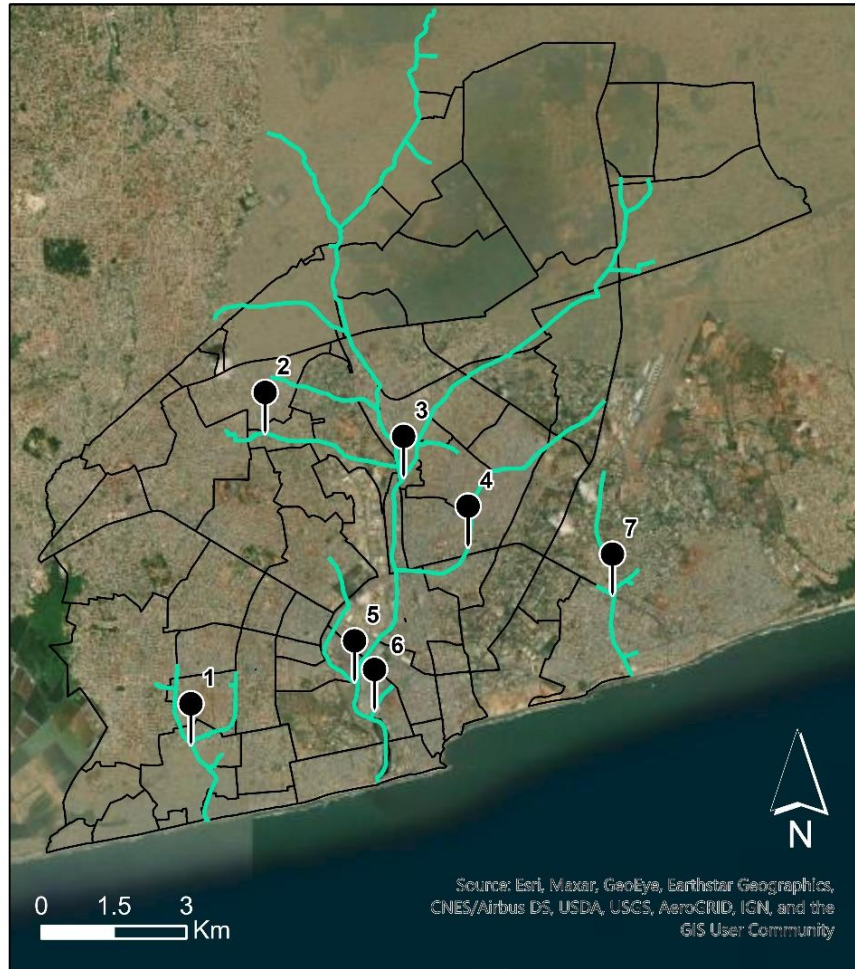 2
3
4
7
5
6
1
N
0 1.5 3
Km
Source: Esri, Maxar, GeoEye, Earthstar Geographics,
CNES/Airbus DS, USDA, USGS, AeroGRID, IGN, and the
GIS User Community